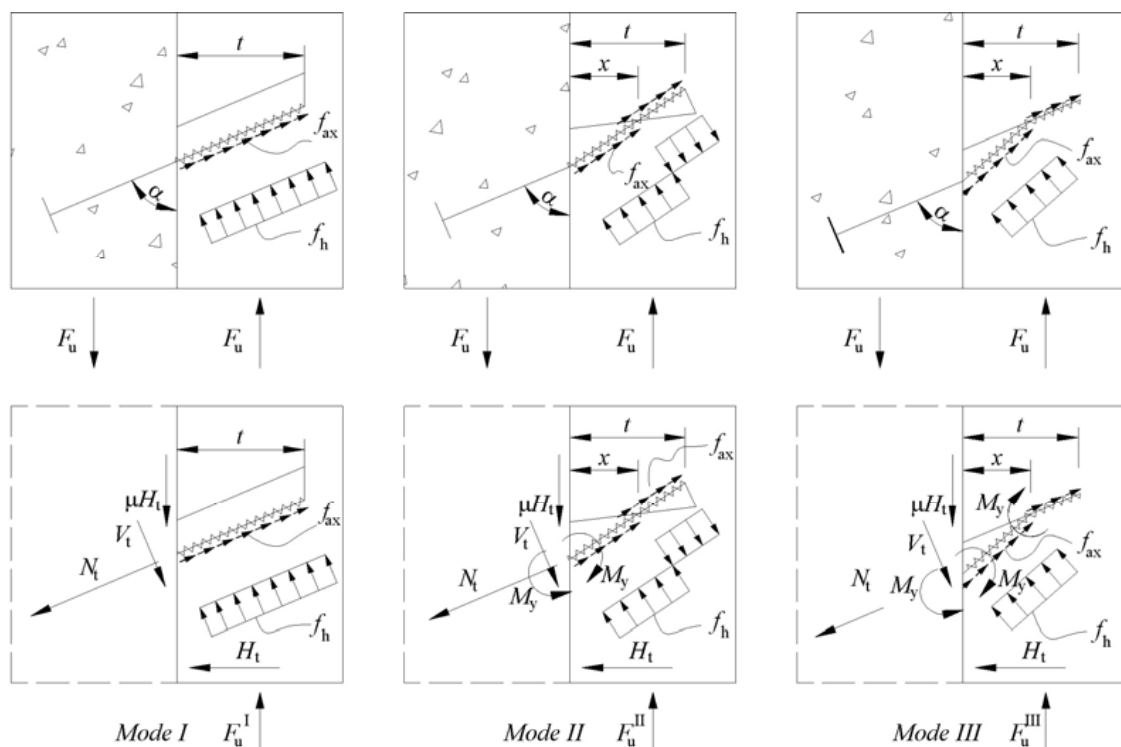 t
f_ax
α
f_h
F_u
F_u
t
x
f_ax
α
f_h
F_u
F_u
t
x
f_ax
α
f_h
F_u
F_u
t
μH_t
V_t
N_t
f_ax
f_h
H_t
Mode I F_u^I
t
f_ax
x
μH_t
V_t
N_t
M_y
M_y
f_h
H_t
Mode II F_u^II
t
x
μH_t
M_y
V_t
N_t
f_ax
M_y
M_y
f_h
H_t
Mode III F_u^III